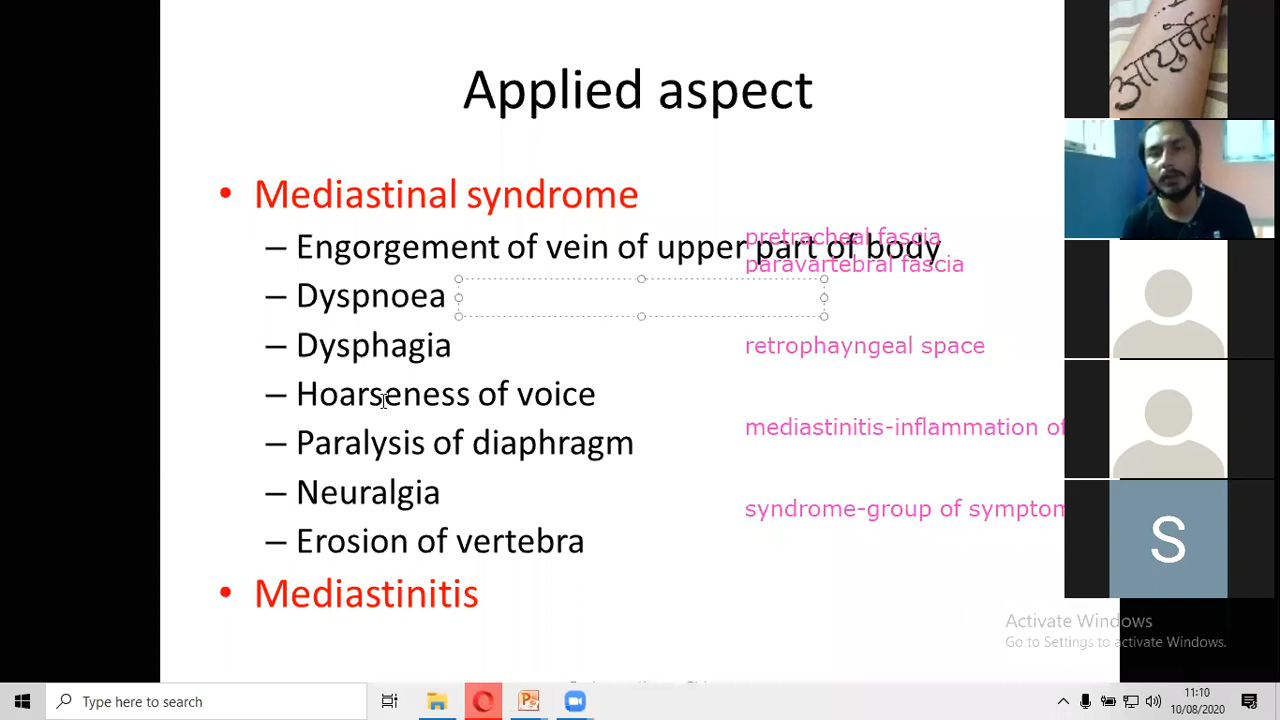 Applied aspect
• Mediastinal syndrome
– Engorgement of vein of upper part of body
pretracheal fascia
paravartebral fascia
– Dyspnoea
– Dysphagia
retrophayngeal space
– Hoarseness of voice
mediastinitis-inflammation of
– Paralysis of diaphragm
– Neuralgia
syndrome-group of symptom
– Erosion of vertebra
• Mediastinitis
आयुर्वेद
S
Activate Windows
Go to Settings to activate Windows.
Type here to search
11:10
10/08/2020